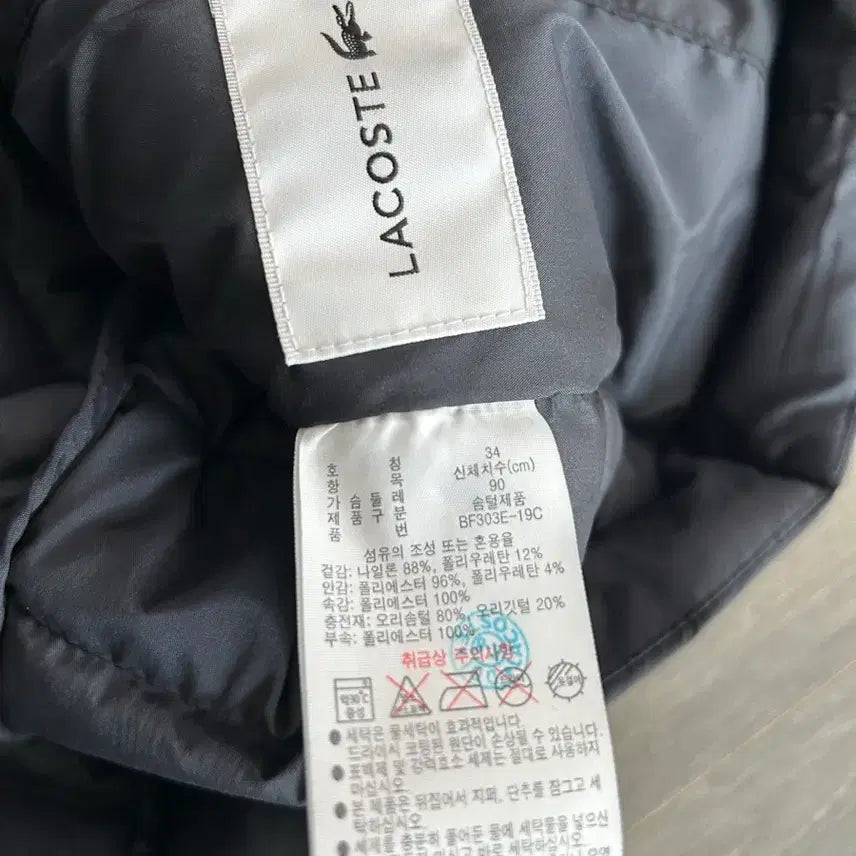 LACOSTE
호칭 34
항목 신체치수(cm)
가슴둘레 90
제품구분 솜털제품
품번 BF303E-19C
섬유의 조성 또는 혼용율
겉감: 나일론 88%, 폴리우레탄 12%
안감: 폴리에스터 96%, 폴리우레탄 4%
속감: 폴리에스터 100%
충전재: 오리솜털 80%, 오리깃털 20%
부속: 폴리에스터 100%
취급상 주의사항
약30℃
중성
옷걸이
● 세탁은 물세탁이 효과적입니다.
드라이시 코팅된 원단이 손상될 수 있습니다.
● 표백제 및 강력효소 세제는 절대로 사용하지
마십시오
● 본 제품은 뒤집어서 지퍼, 단추를 잠그고 세
탁하십시오